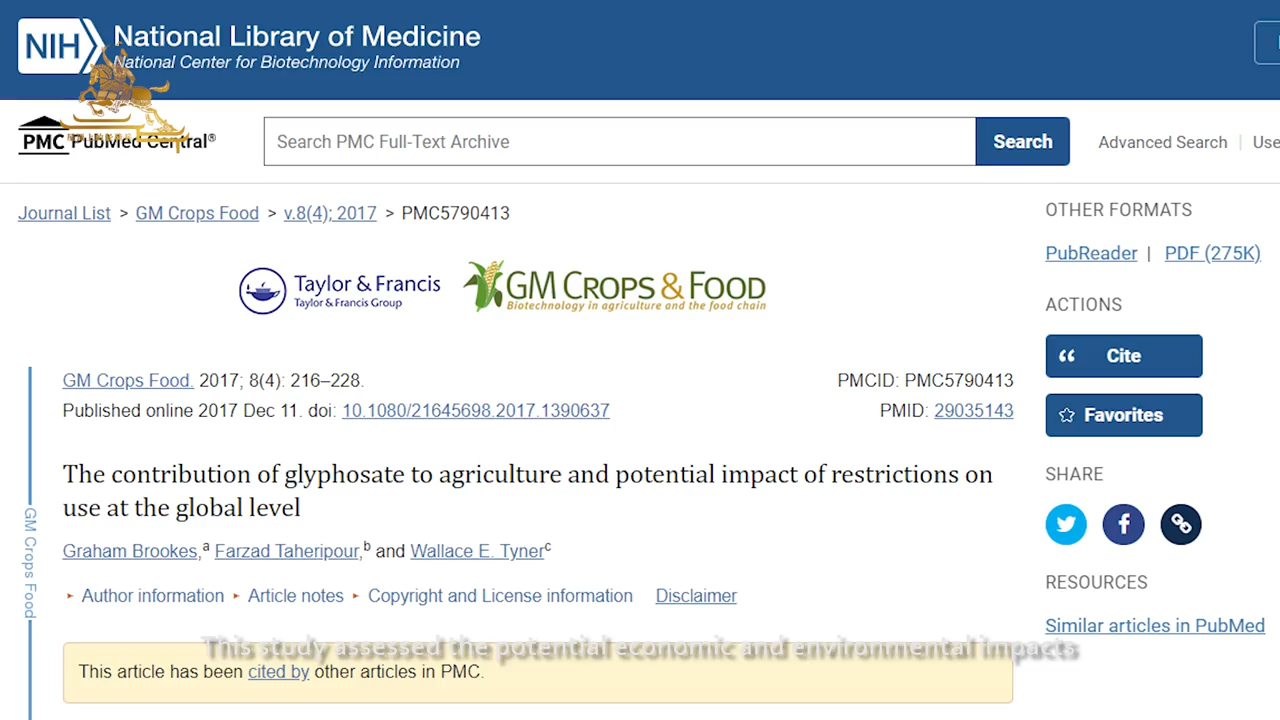 NIH
National Library of Medicine
National Center for Biotechnology Information
PMC PubMed Central®
Search PMC Full-Text Archive
Search
Advanced Search
Use
Journal List > GM Crops Food > v.8(4); 2017 > PMC5790413
OTHER FORMATS
PubReader | PDF (275K)
Taylor & Francis
Taylor & Francis Group
GM CROPS & FOOD
Biotechnology in agriculture and the food chain
ACTIONS
Cite
Favorites
GM Crops Food. 2017; 8(4): 216–228.
PMCID: PMC5790413
Published online 2017 Dec 11. doi: 10.1080/21645698.2017.1390637
PMID: 29035143
The contribution of glyphosate to agriculture and potential impact of restrictions on
use at the global level
SHARE
GM Crops Food
Graham Brookes,a Farzad Taheripour,b and Wallace E. Tynerc
▸ Author information ▸ Article notes ▸ Copyright and License information Disclaimer
RESOURCES
Similar articles in PubMed
This study assessed the potential economic and environmental impacts
This article has been cited by other articles in PMC.